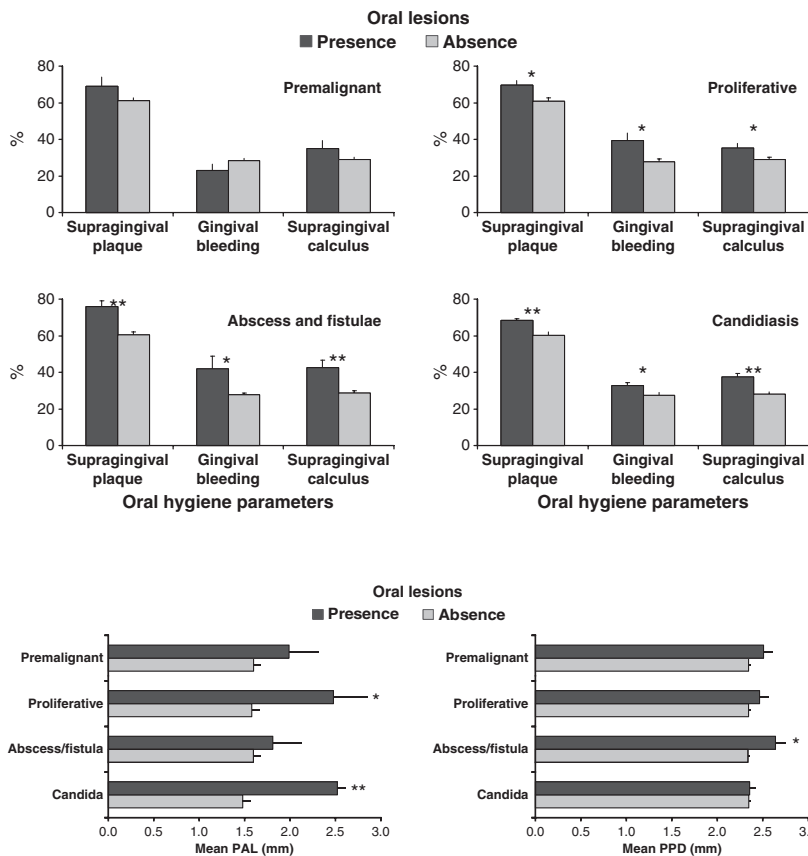 Oral lesions
Presence Absence
80
60
40
20
0
%
Premalignant
Supragingival plaque
Gingival bleeding
Supragingival calculus
80
60
40
20
0
%
Proliferative
*
*
*
Supragingival plaque
Gingival bleeding
Supragingival calculus
80
60
40
20
0
%
Abscess and fistulae
**
*
**
Supragingival plaque
Gingival bleeding
Supragingival calculus
Oral hygiene parameters
80
60
40
20
0
%
Candidiasis
**
*
**
Supragingival plaque
Gingival bleeding
Supragingival calculus
Oral hygiene parameters
Oral lesions
Presence Absence
Premalignant
Proliferative
*
Abscess/fistula
Candida
**
0.0 0.5 1.0 1.5 2.0 2.5 3.0
Mean PAL (mm)
Premalignant
Proliferative
Abscess/fistula
*
Candida
0.0 0.5 1.0 1.5 2.0 2.5 3.0
Mean PPD (mm)